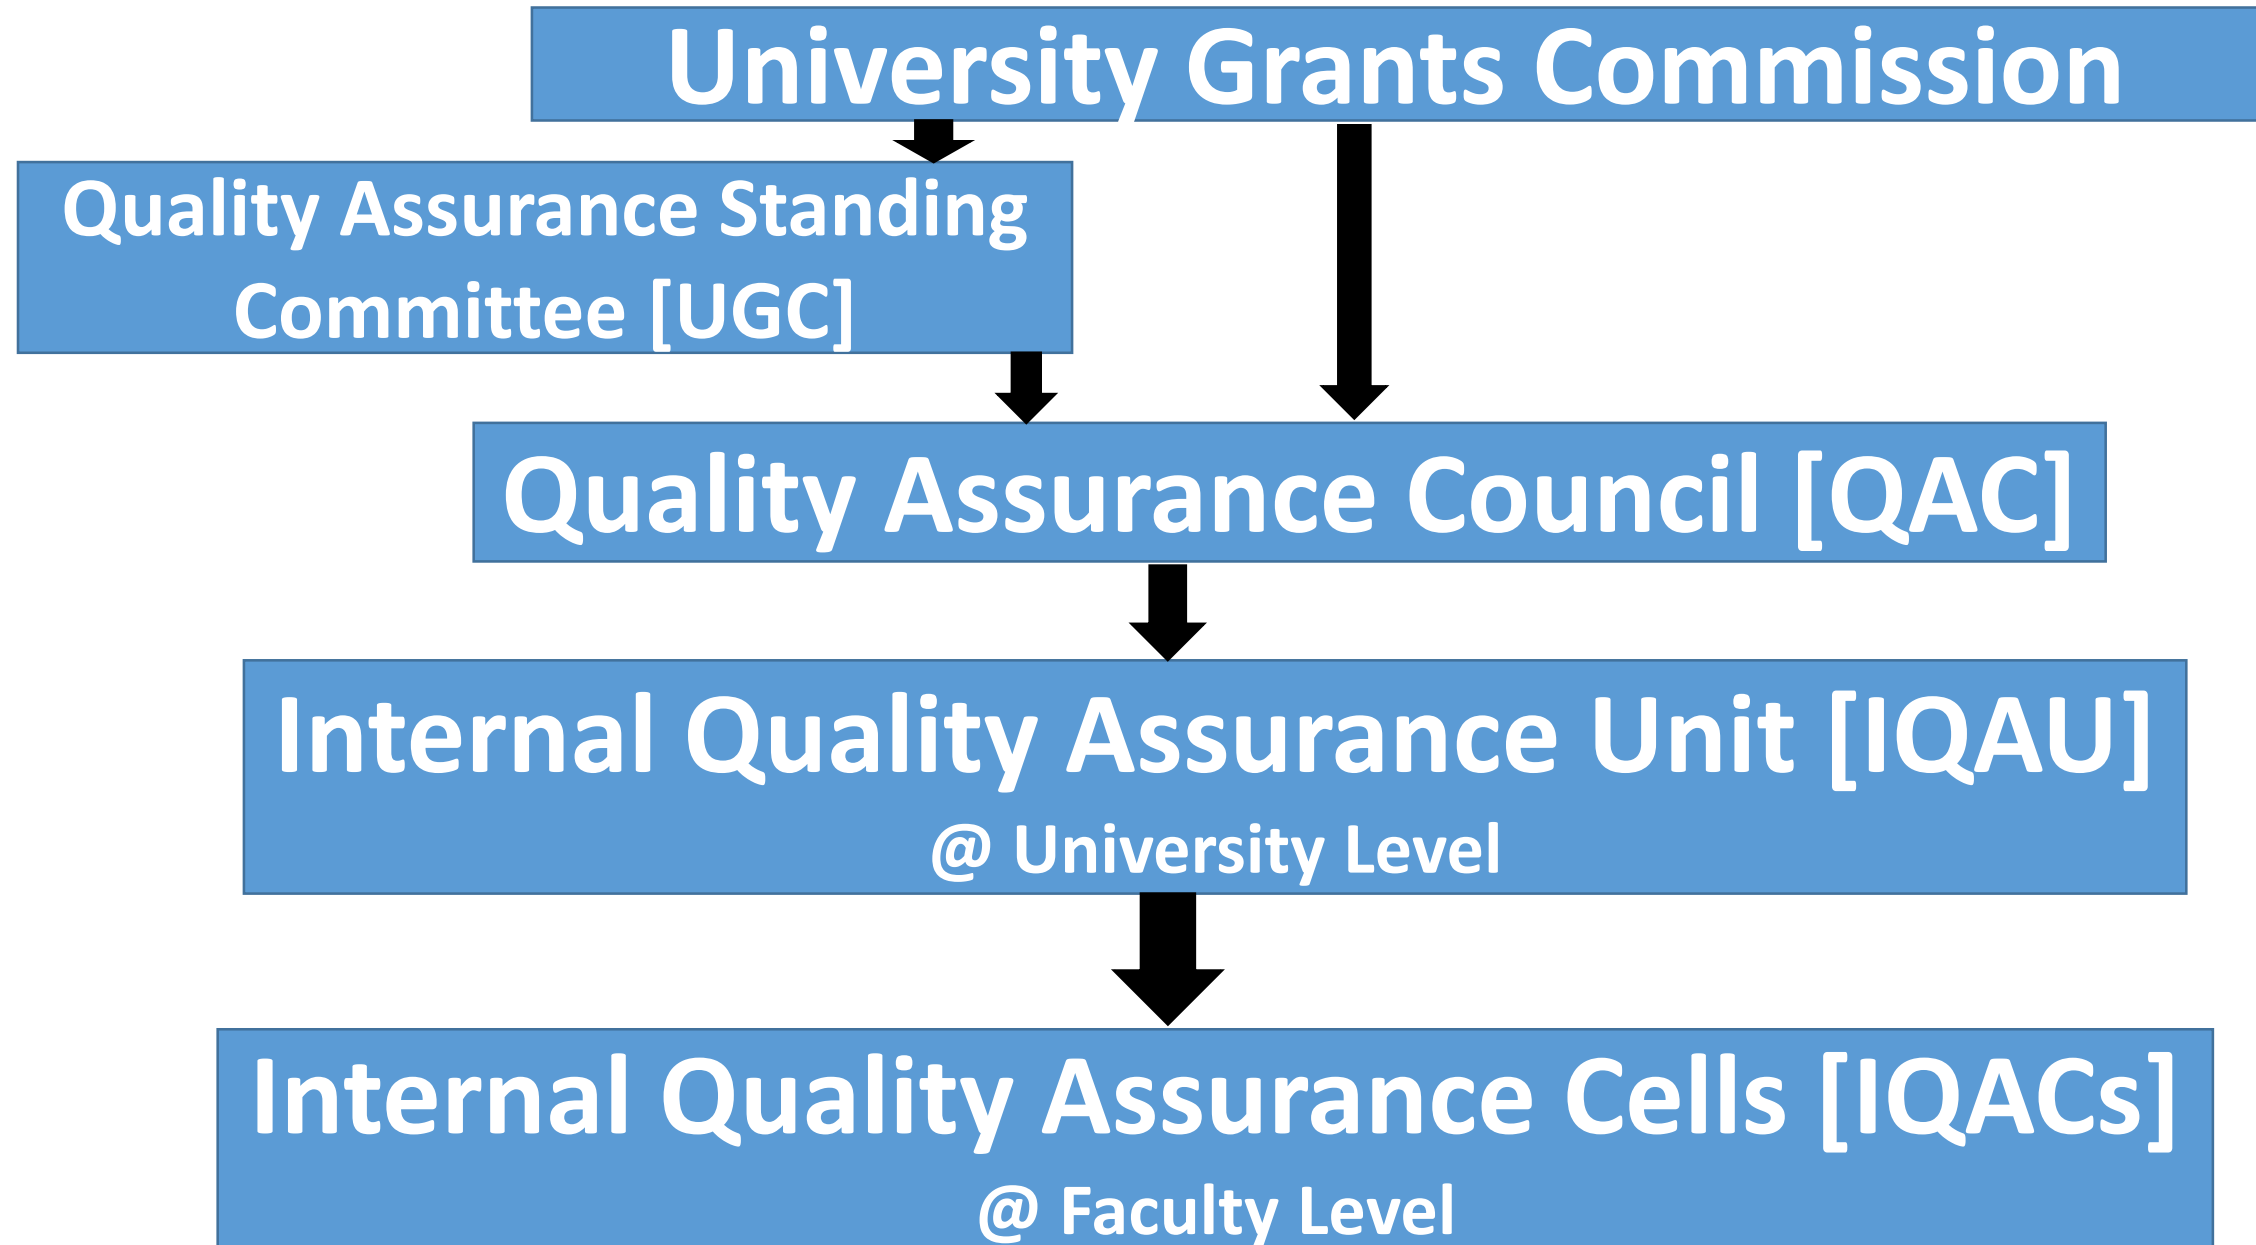 University Grants Commission
Quality Assurance Standing
Committee [UGC]
Quality Assurance Council [QAC]
Internal Quality Assurance Unit [IQAU]
@ University Level
Internal Quality Assurance Cells [IQACs]
@ Faculty Level